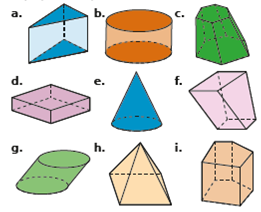 a. b. c.
d. e. f.
g. h. i.